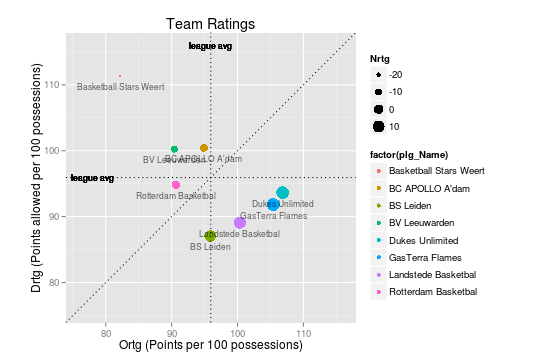 Team Ratings
league avg
Basketball Stars Weert
BC APOLLO A'dam
BV Leeuwarden
league avg
Rotterdam Basketbal
Dukes Unlimited
GasTerra Flames
Landstede Basketbal
BS Leiden
110
100
90
80
80
90
100
110
Ortg (Points per 100 possessions)
Drtg (Points allowed per 100 possessions)
Nrtg
-20
-10
0
10
factor(plg_Name)
Basketball Stars Weert
BC APOLLO A'dam
BS Leiden
BV Leeuwarden
Dukes Unlimited
GasTerra Flames
Landstede Basketbal
Rotterdam Basketbal